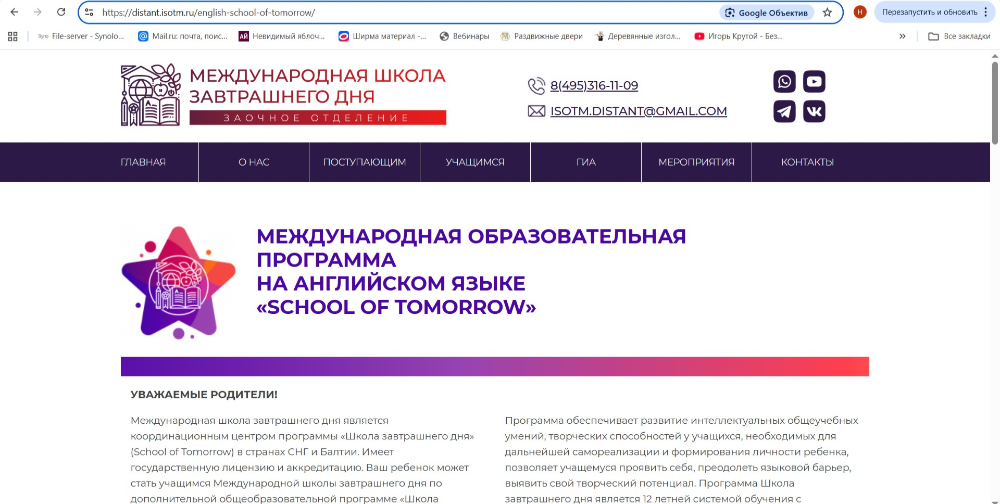 https://distant.isotm.ru/english-school-of-tomorrow/
Google Объектив
Н
Перезапустить и обновить
Syno File-server - Synolo...
Mail.ru: почта, поис...
АЙ Невидимый яблоч...
Ширма материал -...
Вебинары
Раздвижные двери
Деревянные изгол...
Игорь Крутой - Без...
»
Все закладки
МЕЖДУНАРОДНАЯ ШКОЛА
ЗАВТРАШНЕГО ДНЯ
ЗАОЧНОЕ ОТДЕЛЕНИЕ
8(495)316-11-09
ISOTM.DISTANT@GMAIL.COM
ГЛАВНАЯ
О НАС
ПОСТУПАЮЩИМ
УЧАЩИМСЯ
ГИА
МЕРОПРИЯТИЯ
КОНТАКТЫ
МЕЖДУНАРОДНАЯ ОБРАЗОВАТЕЛЬНАЯ
ПРОГРАММА
НА АНГЛИЙСКОМ ЯЗЫКЕ
«SCHOOL OF TOMORROW»
УВАЖАЕМЫЕ РОДИТЕЛИ!
Международная школа завтрашнего дня является
координационным центром программы «Школа завтрашнего дня»
(School of Tomorrow) в странах СНГ и Балтии. Имеет
государственную лицензию и аккредитацию. Ваш ребенок может
стать учащимся Международной школы завтрашнего дня по
дополнительной общеобразовательной программе «Школа
Программа обеспечивает развитие интеллектуальных общеучебных
умений, творческих способностей у учащихся, необходимых для
дальнейшей самореализации и формирования личности ребенка,
позволяет учащемуся проявить себя, преодолеть языковой барьер,
выявить свой творческий потенциал. Программа Школа
завтрашнего дня является 12 летней системой обучения с